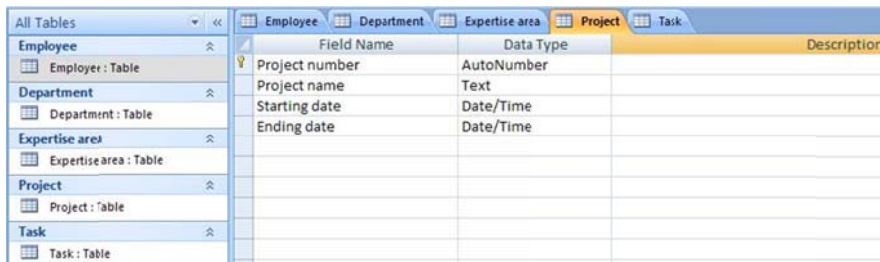 All Tables
Employee
Employee : Table
Department
Department : Table
Expertise area
Expertise area : Table
Project
Project : Table
Task
Task : Table
Employee Department Expertise area Project Task
Field Name Data Type Description
Project number AutoNumber
Project name Text
Starting date Date/Time
Ending date Date/Time